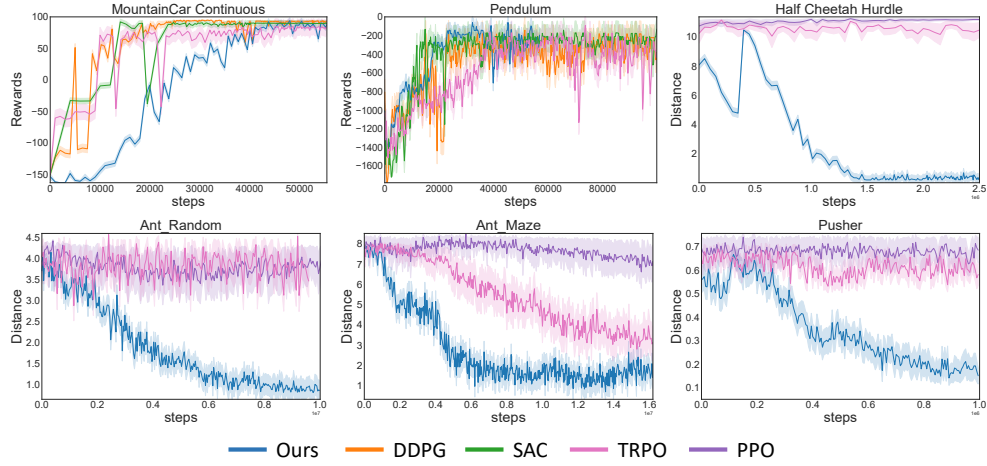 MountainCar Continuous
Rewards
100
50
0
−50
−100
−150
0 10000 20000 30000 40000 50000
steps
Pendulum
Rewards
0
−200
−400
−600
−800
−1000
−1200
−1400
−1600
0 20000 40000 60000 80000
steps
Half Cheetah Hurdle
Distance
10
8
6
4
2
0.0 0.5 1.0 1.5 2.0 2.5
steps
1e6
Ant_Random
Distance
4.5
4.0
3.5
3.0
2.5
2.0
1.5
1.0
0.0 0.2 0.4 0.6 0.8 1.0
steps
1e7
Ant_Maze
Distance
8
7
6
5
4
3
2
1
0.0 0.2 0.4 0.6 0.8 1.0 1.2 1.4 1.6
steps
1e7
Pusher
Distance
0.7
0.6
0.5
0.4
0.3
0.2
0.1
0.0 0.2 0.4 0.6 0.8 1.0
steps
1e6
Ours DDPG SAC TRPO PPO